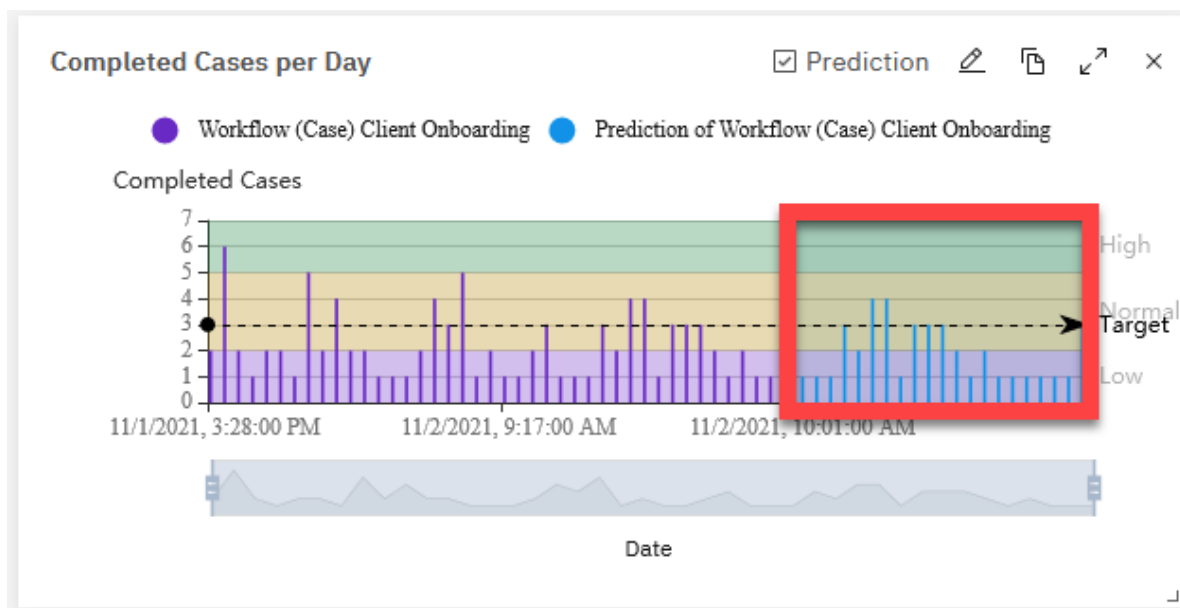 Completed Cases per Day Prediction
Workflow (Case) Client Onboarding Prediction of Workflow (Case) Client Onboarding
Completed Cases
7
6 High
5
4 Normal
3 Target
2
1 Low
0
11/1/2021, 3:28:00 PM 11/2/2021, 9:17:00 AM 11/2/2021, 10:01:00 AM
Date